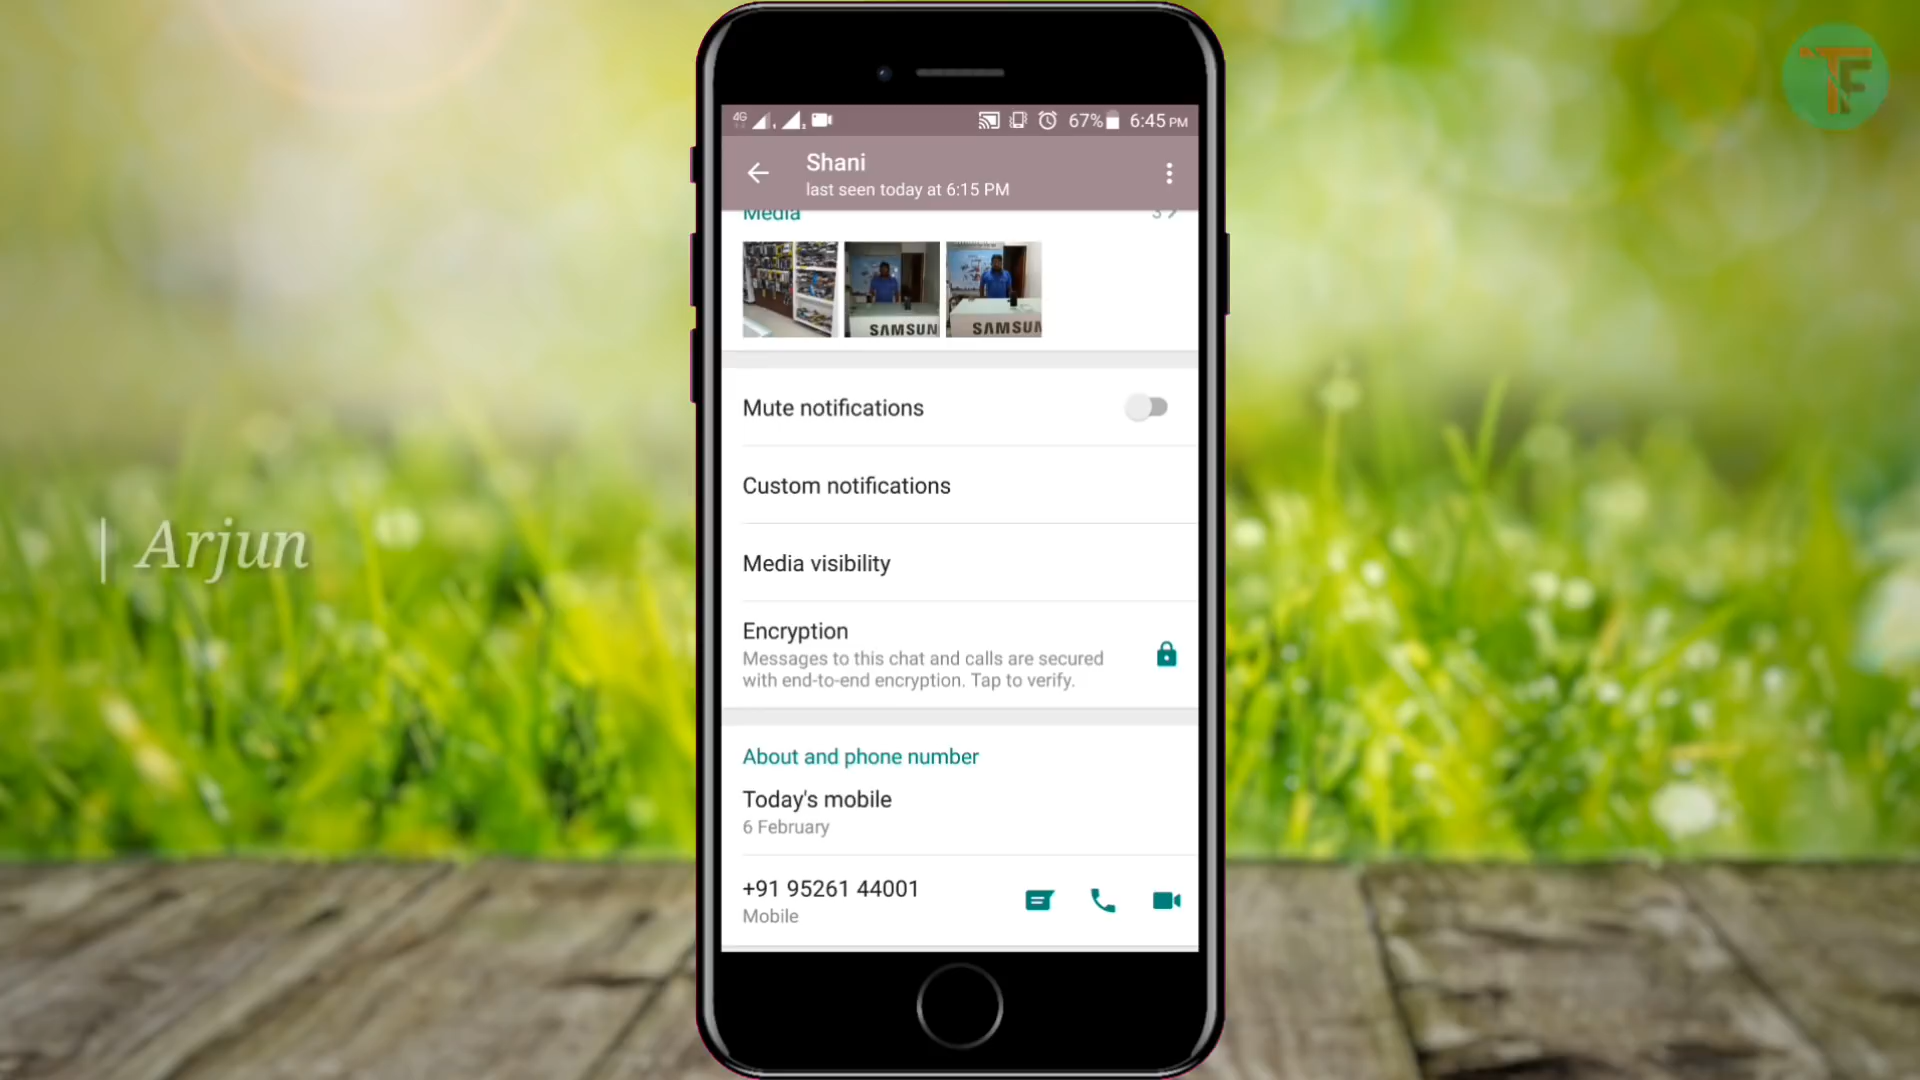 TF
4G
67%
6:45 PM
Shani
last seen today at 6:15 PM
Media
3
SAMSUN
SAMSUN
Mute notifications
Custom notifications
Media visibility
Encryption
Messages to this chat and calls are secured
with end-to-end encryption. Tap to verify.
About and phone number
Today's mobile
6 February
+91 95261 44001
Mobile
| Arjun